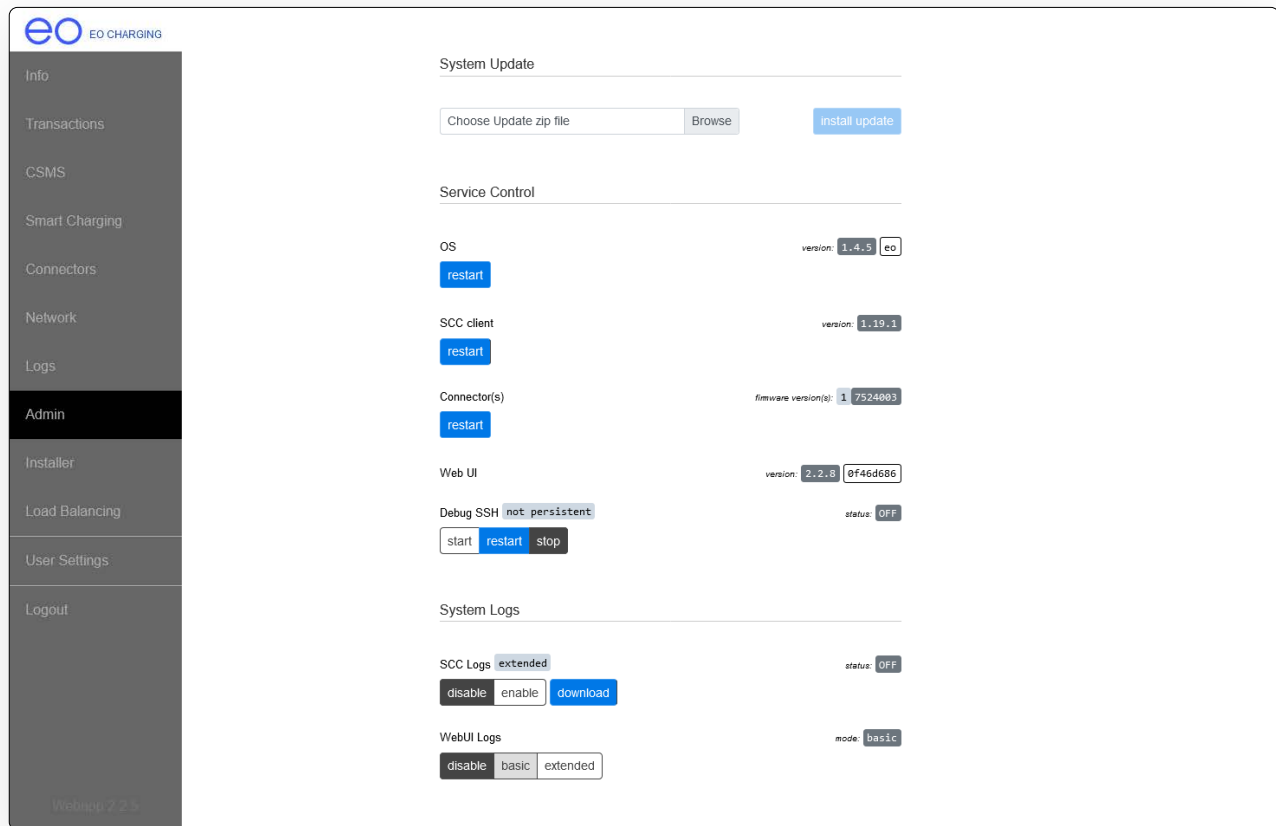 eo EO CHARGING
Info
Transactions
CSMS
Smart Charging
Connectors
Network
Logs
Admin
Installer
Load Balancing
User Settings
Logout
Webapp 2.2.5
System Update
Choose Update zip file Browse install update
Service Control
OS version: 1.4.5 eo
restart
SCC client version: 1.19.1
restart
Connector(s) firmware version(s): 1 7524003
restart
Web UI version: 2.2.8 0f46d686
Debug SSH not persistent status: OFF
start restart stop
System Logs
SCC Logs extended status: OFF
disable enable download
WebUI Logs mode: basic
disable basic extended